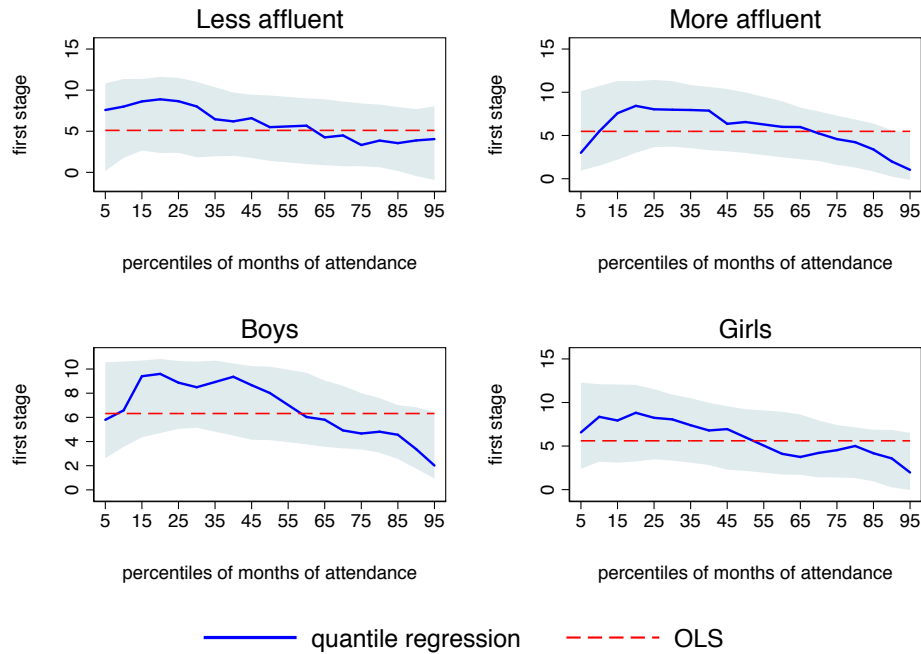 Less affluent
first stage
15
10
5
0
5 15 25 35 45 55 65 75 85 95
percentiles of months of attendance
More affluent
first stage
15
10
5
0
5 15 25 35 45 55 65 75 85 95
percentiles of months of attendance
Boys
first stage
10
8
6
4
2
0
5 15 25 35 45 55 65 75 85 95
percentiles of months of attendance
Girls
first stage
15
10
5
0
5 15 25 35 45 55 65 75 85 95
percentiles of months of attendance
quantile regression OLS